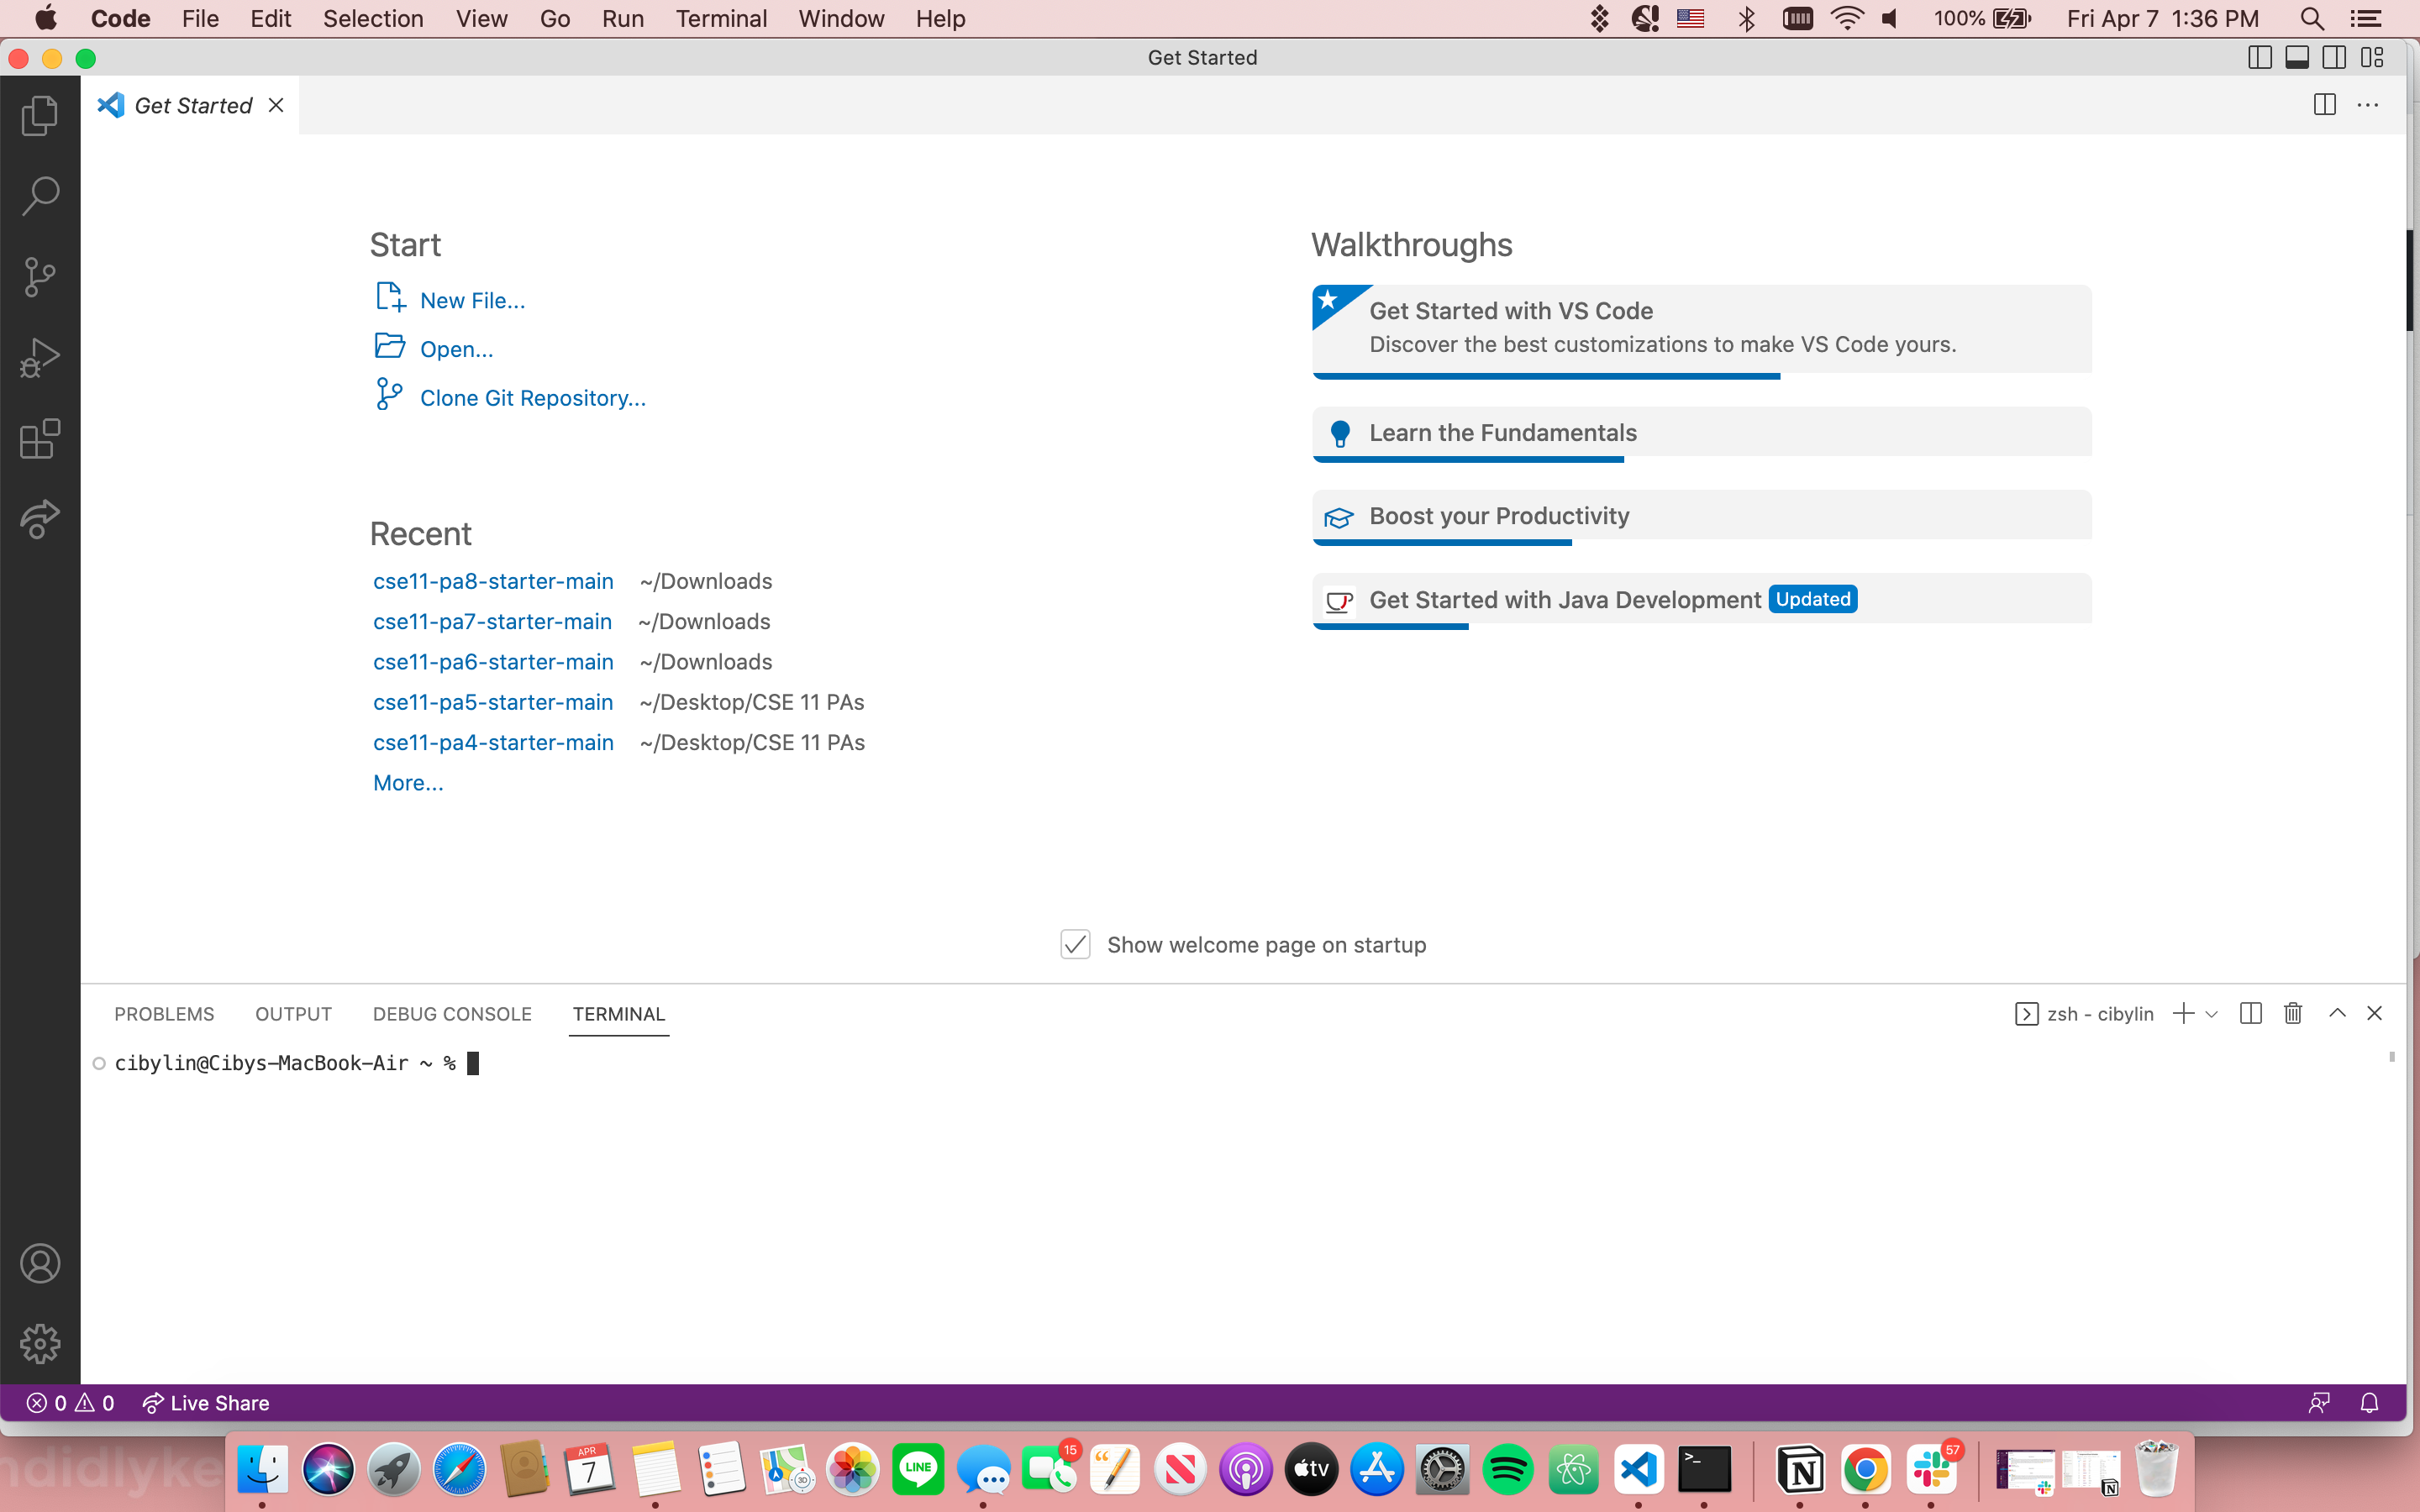 Code File Edit Selection View Go Run Terminal Window Help 100% Fri Apr 7 1:36 PM
Get Started
Get Started
Start
New File...
Open...
Clone Git Repository...
Recent
cse11-pa8-starter-main ~/Downloads
cse11-pa7-starter-main ~/Downloads
cse11-pa6-starter-main ~/Downloads
cse11-pa5-starter-main ~/Desktop/CSE 11 PAs
cse11-pa4-starter-main ~/Desktop/CSE 11 PAs
More...
Walkthroughs
Get Started with VS Code
Discover the best customizations to make VS Code yours.
Learn the Fundamentals
Boost your Productivity
Get Started with Java Development Updated
Show welcome page on startup
PROBLEMS OUTPUT DEBUG CONSOLE TERMINAL zsh - cibylin
cibylin@Cibys-MacBook-Air ~ %
0 0 Live Share
APR
7
3D
LINE
15
tv
>_
N
57
N